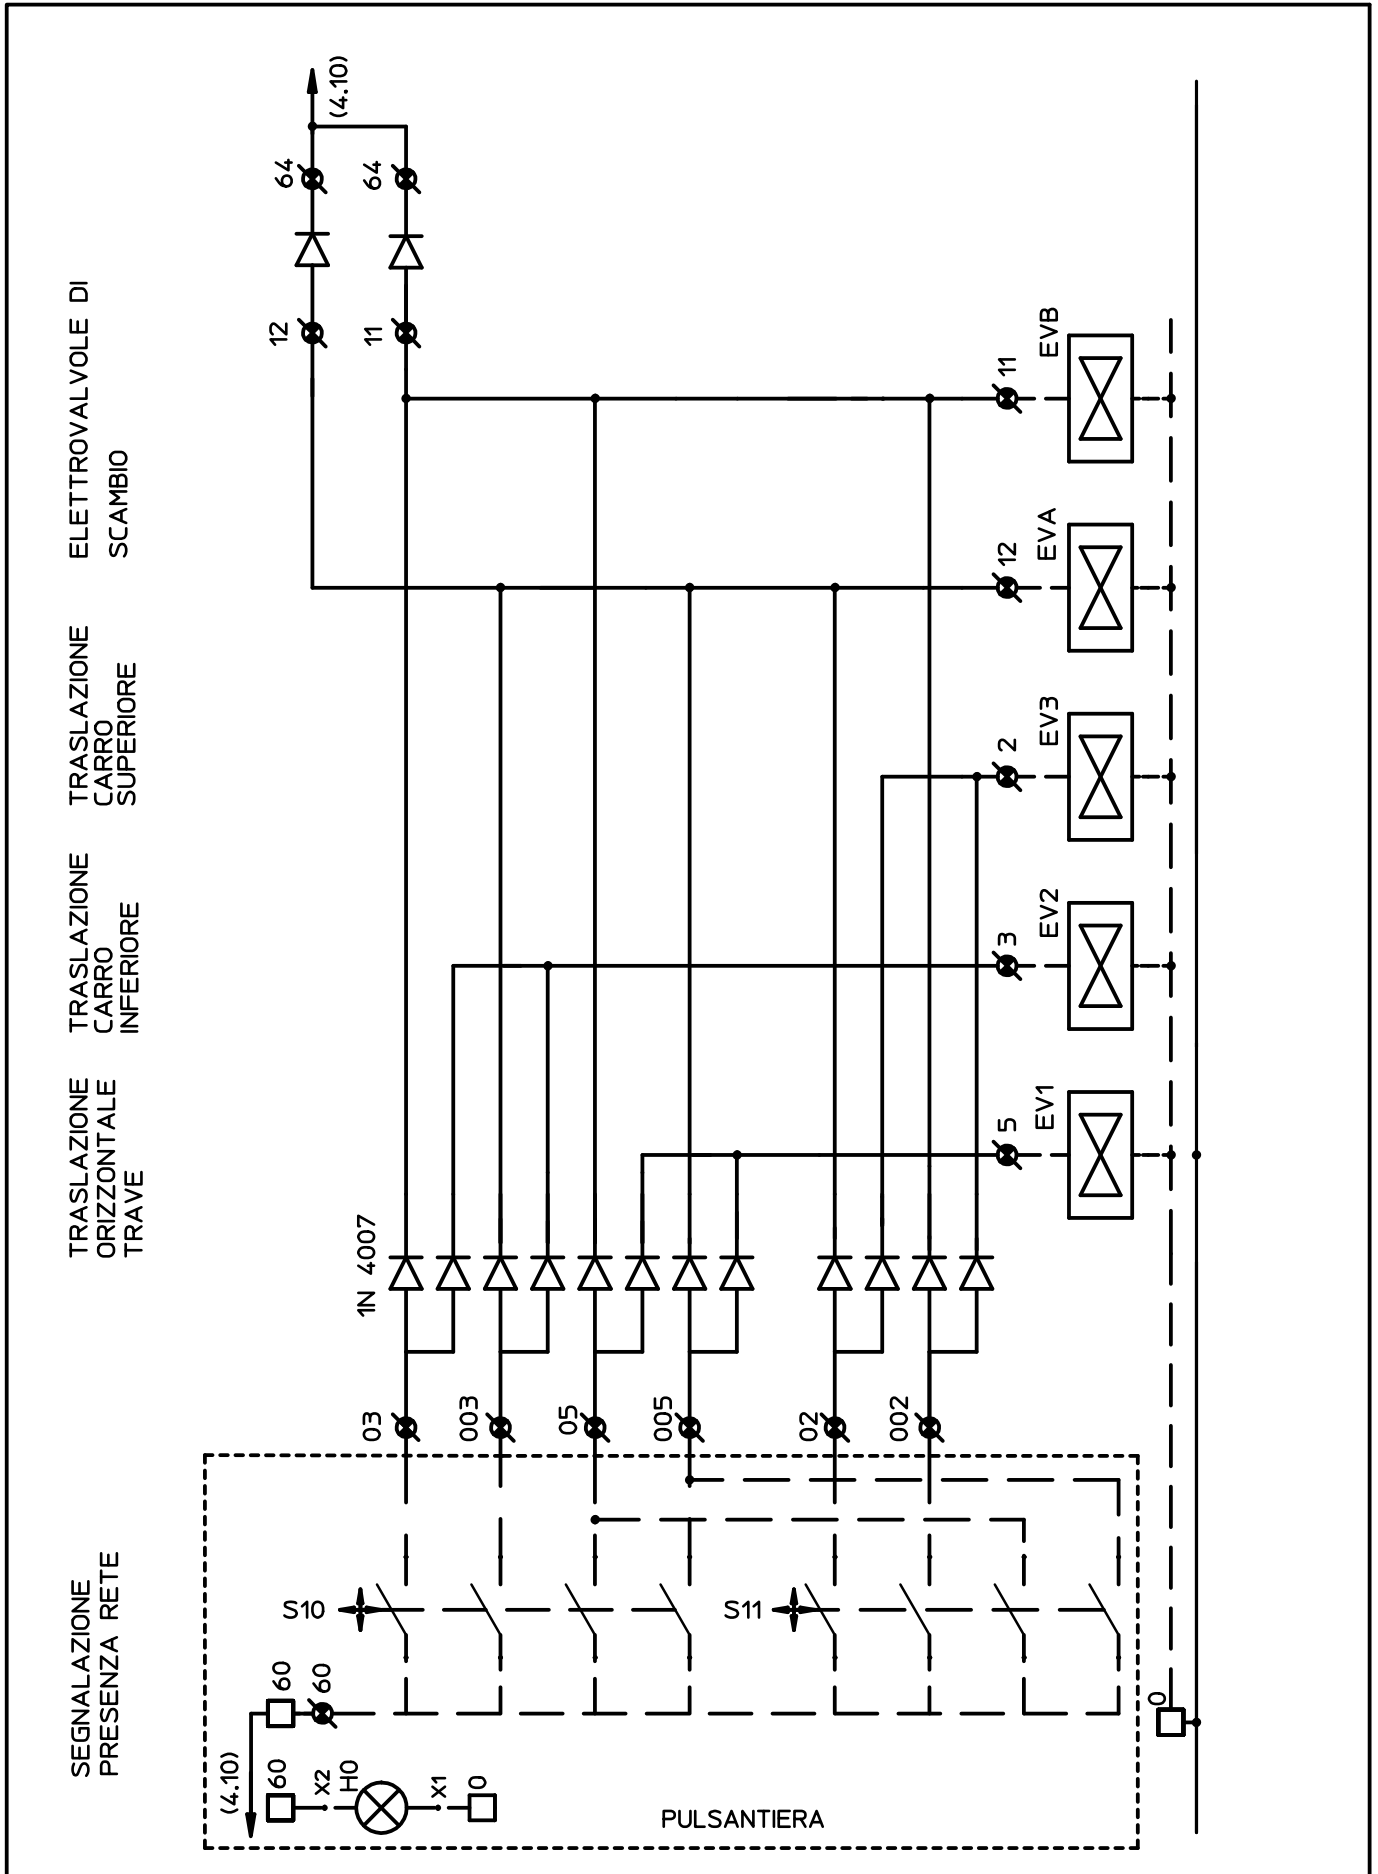 SEGNALAZIONE
PRESENZA RETE
TRASLAZIONE
ORIZZONTALE
TRAVE
TRASLAZIONE
CARRO
INFERIORE
TRASLAZIONE
CARRO
SUPERIORE
ELETTROVALVOLE DI
SCAMBIO
(4.10)
60
60
60
X2
H0
X1
0
S10
S11
PULSANTIERA
03
003
05
005
02
002
1N 4007
12
64
11
64
(4.10)
5
EV1
3
EV2
2
EV3
12
EVA
11
EVB
0